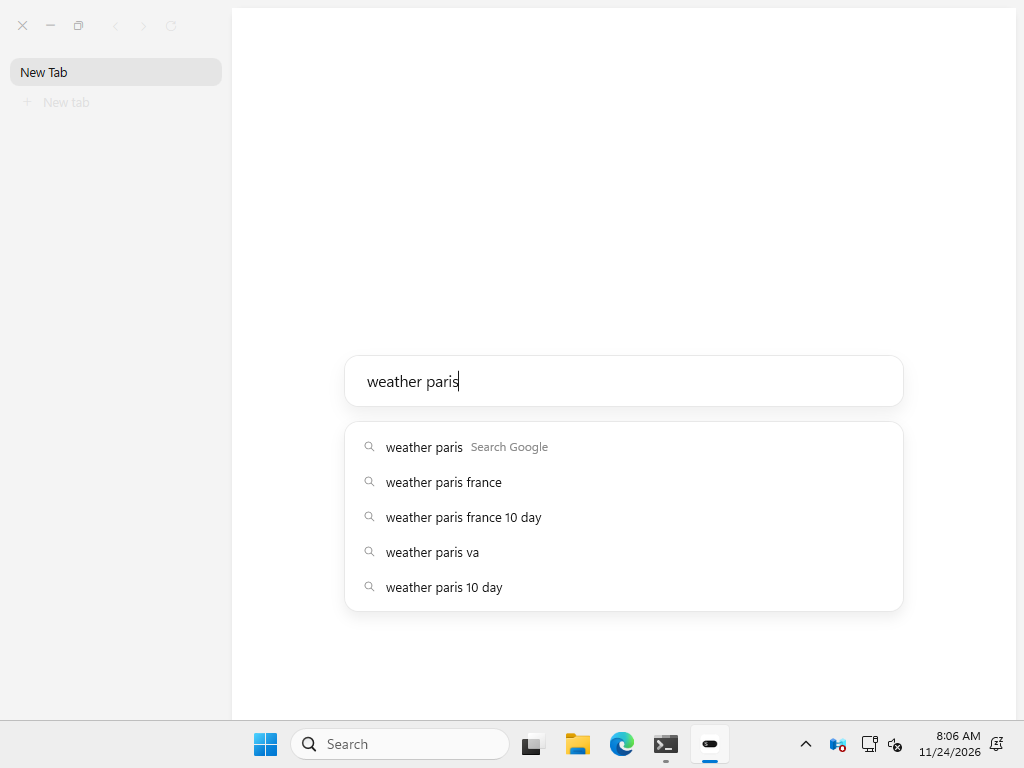 New Tab
New tab
weather paris
weather paris Search Google
weather paris france
weather paris france 10 day
weather paris va
weather paris 10 day
Search
8:06 AM
11/24/2026